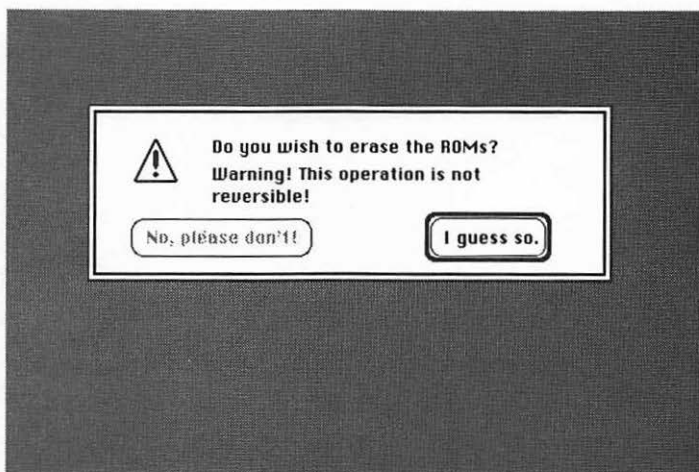 Do you wish to erase the ROMs?
Warning! This operation is not
reversible!
No, please don't!
I guess so.